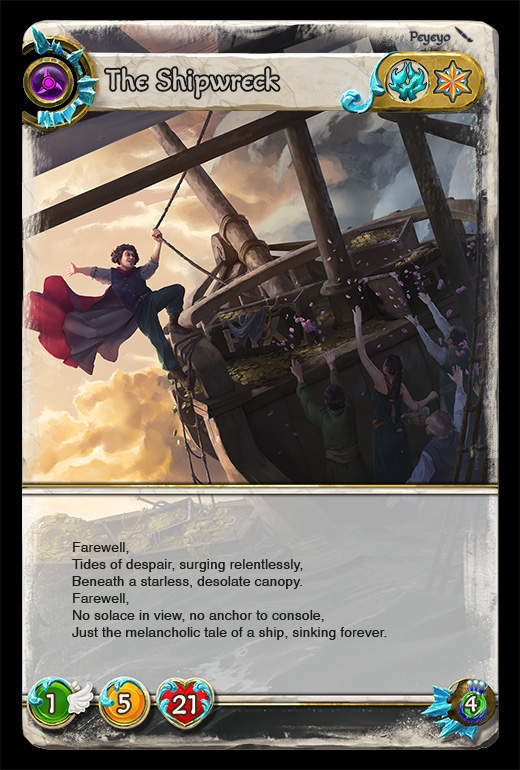 Peyeyo
The Shipwreck
Farewell,
Tides of despair, surging relentlessly,
Beneath a starless, desolate canopy.
Farewell,
No solace in view, no anchor to console,
Just the melancholic tale of a ship, sinking forever.
1 5 21 4